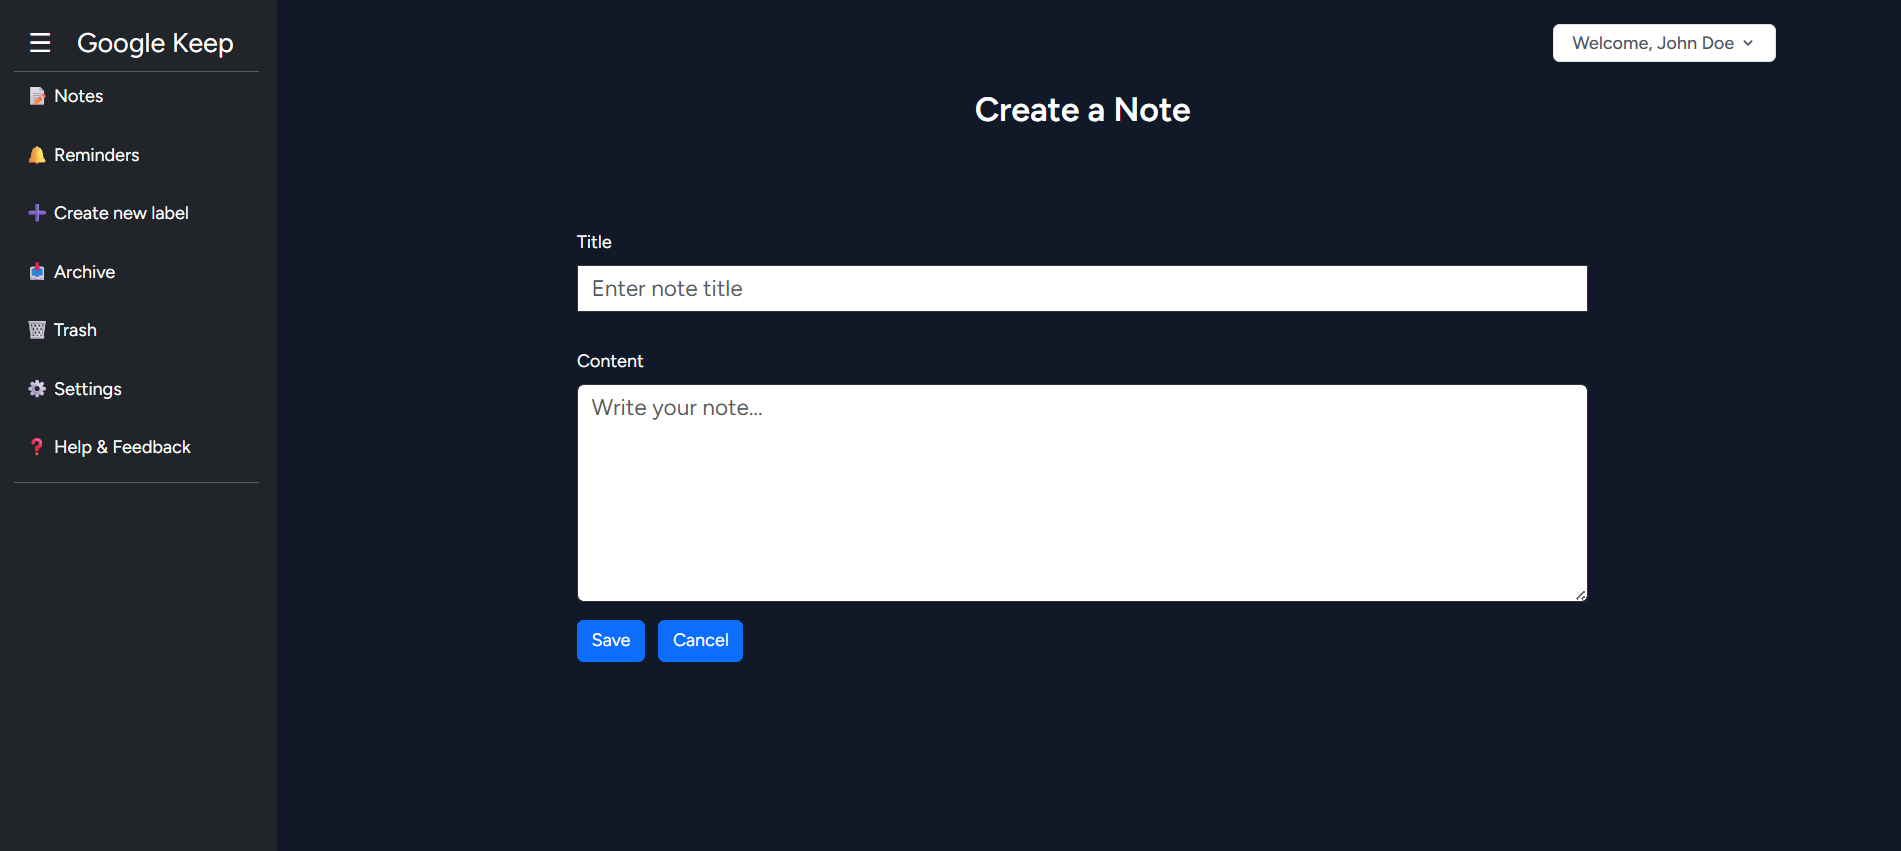 Google Keep
Notes
Reminders
Create new label
Archive
Trash
Settings
Help & Feedback
Welcome, John Doe
Create a Note
Title
Enter note title
Content
Write your note...
Save
Cancel